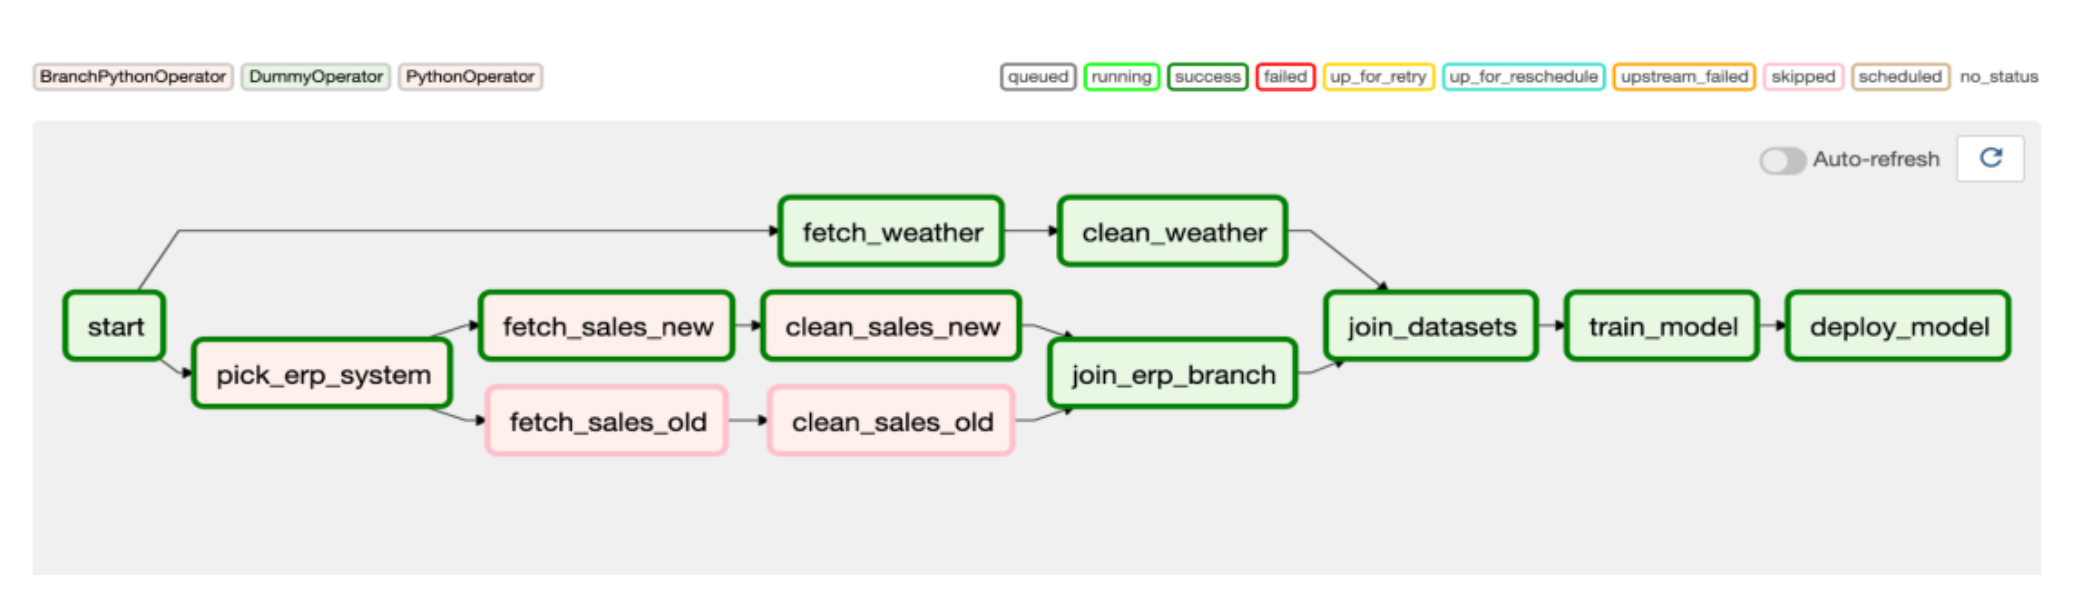 BranchPythonOperator DummyOperator PythonOperator queued running success failed up_for_retry up_for_reschedule upstream_failed skipped scheduled no_status
Auto-refresh
fetch_weather clean_weather
start fetch_sales_new clean_sales_new join_datasets train_model deploy_model
pick_erp_system join_erp_branch
fetch_sales_old clean_sales_old